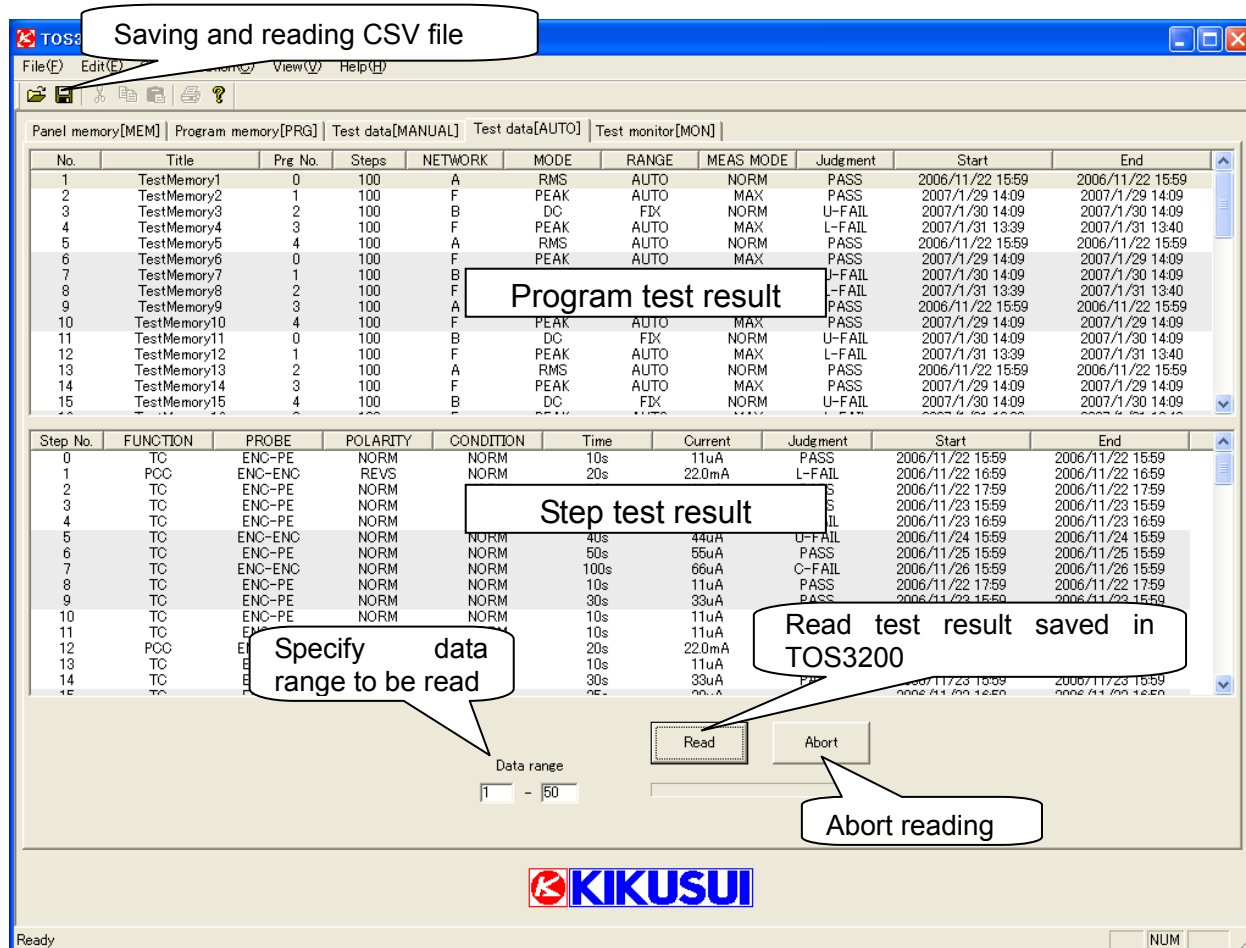 TOS3
Saving and reading CSV file
File(F) Edit(E) View(V) Help(H)
Panel memory[MEM] Program memory[PRG] Test data[MANUAL] Test data[AUTO] Test monitor[MON]
No. Title Prg No. Steps NETWORK MODE RANGE MEAS MODE Judgment Start End
1 TestMemory1 0 100 A RMS AUTO NORM PASS 2006/11/22 15:59 2006/11/22 15:59
2 TestMemory2 1 100 F PEAK AUTO MAX PASS 2007/1/29 14:09 2007/1/29 14:09
3 TestMemory3 2 100 B DC FIX NORM U-FAIL 2007/1/30 14:09 2007/1/30 14:09
4 TestMemory4 3 100 F PEAK AUTO MAX L-FAIL 2007/1/31 13:39 2007/1/31 13:40
5 TestMemory5 4 100 A RMS AUTO NORM PASS 2006/11/22 15:59 2006/11/22 15:59
6 TestMemory6 0 100 F PEAK AUTO MAX PASS 2007/1/29 14:09 2007/1/29 14:09
7 TestMemory7 1 100 B U-FAIL 2007/1/30 14:09 2007/1/30 14:09
8 TestMemory8 2 100 F L-FAIL 2007/1/31 13:39 2007/1/31 13:40
Program test result
9 TestMemory9 3 100 A PASS 2006/11/22 15:59 2006/11/22 15:59
10 TestMemory10 4 100 F PEAK AUTO MAX PASS 2007/1/29 14:09 2007/1/29 14:09
11 TestMemory11 0 100 B DC FIX NORM U-FAIL 2007/1/30 14:09 2007/1/30 14:09
12 TestMemory12 1 100 F PEAK AUTO MAX L-FAIL 2007/1/31 13:39 2007/1/31 13:40
13 TestMemory13 2 100 A RMS AUTO NORM PASS 2006/11/22 15:59 2006/11/22 15:59
14 TestMemory14 3 100 F PEAK AUTO MAX PASS 2007/1/29 14:09 2007/1/29 14:09
15 TestMemory15 4 100 B DC FIX NORM U-FAIL 2007/1/30 14:09 2007/1/30 14:09
Step No. FUNCTION PROBE POLARITY CONDITION Time Current Judgment Start End
0 TC ENC-PE NORM NORM 10s 11uA PASS 2006/11/22 15:59 2006/11/22 15:59
1 PCC ENC-ENC REVS NORM 20s 22.0mA L-FAIL 2006/11/22 16:59 2006/11/22 16:59
2 TC ENC-PE NORM 2006/11/22 17:59 2006/11/22 17:59
3 TC ENC-PE NORM 2006/11/23 15:59 2006/11/23 15:59
Step test result
4 TC ENC-PE NORM 2006/11/23 16:59 2006/11/23 16:59
5 TC ENC-ENC NORM NORM 40s 44uA U-FAIL 2006/11/24 15:59 2006/11/24 15:59
6 TC ENC-PE NORM NORM 50s 55uA PASS 2006/11/25 15:59 2006/11/25 15:59
7 TC ENC-ENC NORM NORM 100s 66uA C-FAIL 2006/11/26 15:59 2006/11/26 15:59
8 TC ENC-PE NORM NORM 10s 11uA PASS 2006/11/22 17:59 2006/11/22 17:59
9 TC ENC-PE NORM NORM 30s 33uA PASS 2006/11/23 15:59 2006/11/23 15:59
10 TC ENC-PE NORM NORM 10s 11uA
11 TC 10s 11uA
12 PCC 20s 22.0mA
13 TC 10s 11uA
14 TC 30s 33uA 2006/11/23 15:59 2006/11/23 15:59
Specify data
range to be read
Read test result saved in
TOS3200
Read Abort
Data range
1 - 50
Abort reading
KIKUSUI
Ready NUM